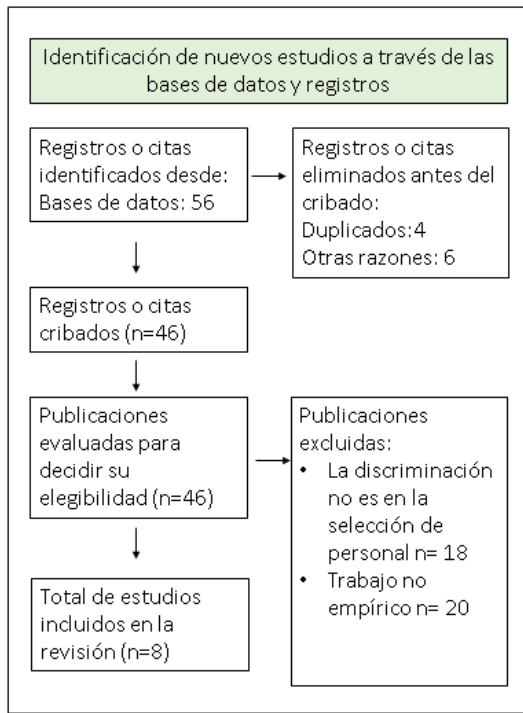 Identificación de nuevos estudios a través de las
bases de datos y registros
Registros o citas
identificados desde:
Bases de datos: 56
Registros o citas
eliminados antes del
cribado:
Duplicados:4
Otras razones: 6
Registros o citas
cribados (n=46)
Publicaciones
evaluadas para
decidir su
elegibilidad (n=46)
Publicaciones
excluidas:
• La discriminación
no es en la
selección de
personal n= 18
• Trabajo no
empírico n= 20
Total de estudios
incluidos en la
revisión (n=8)